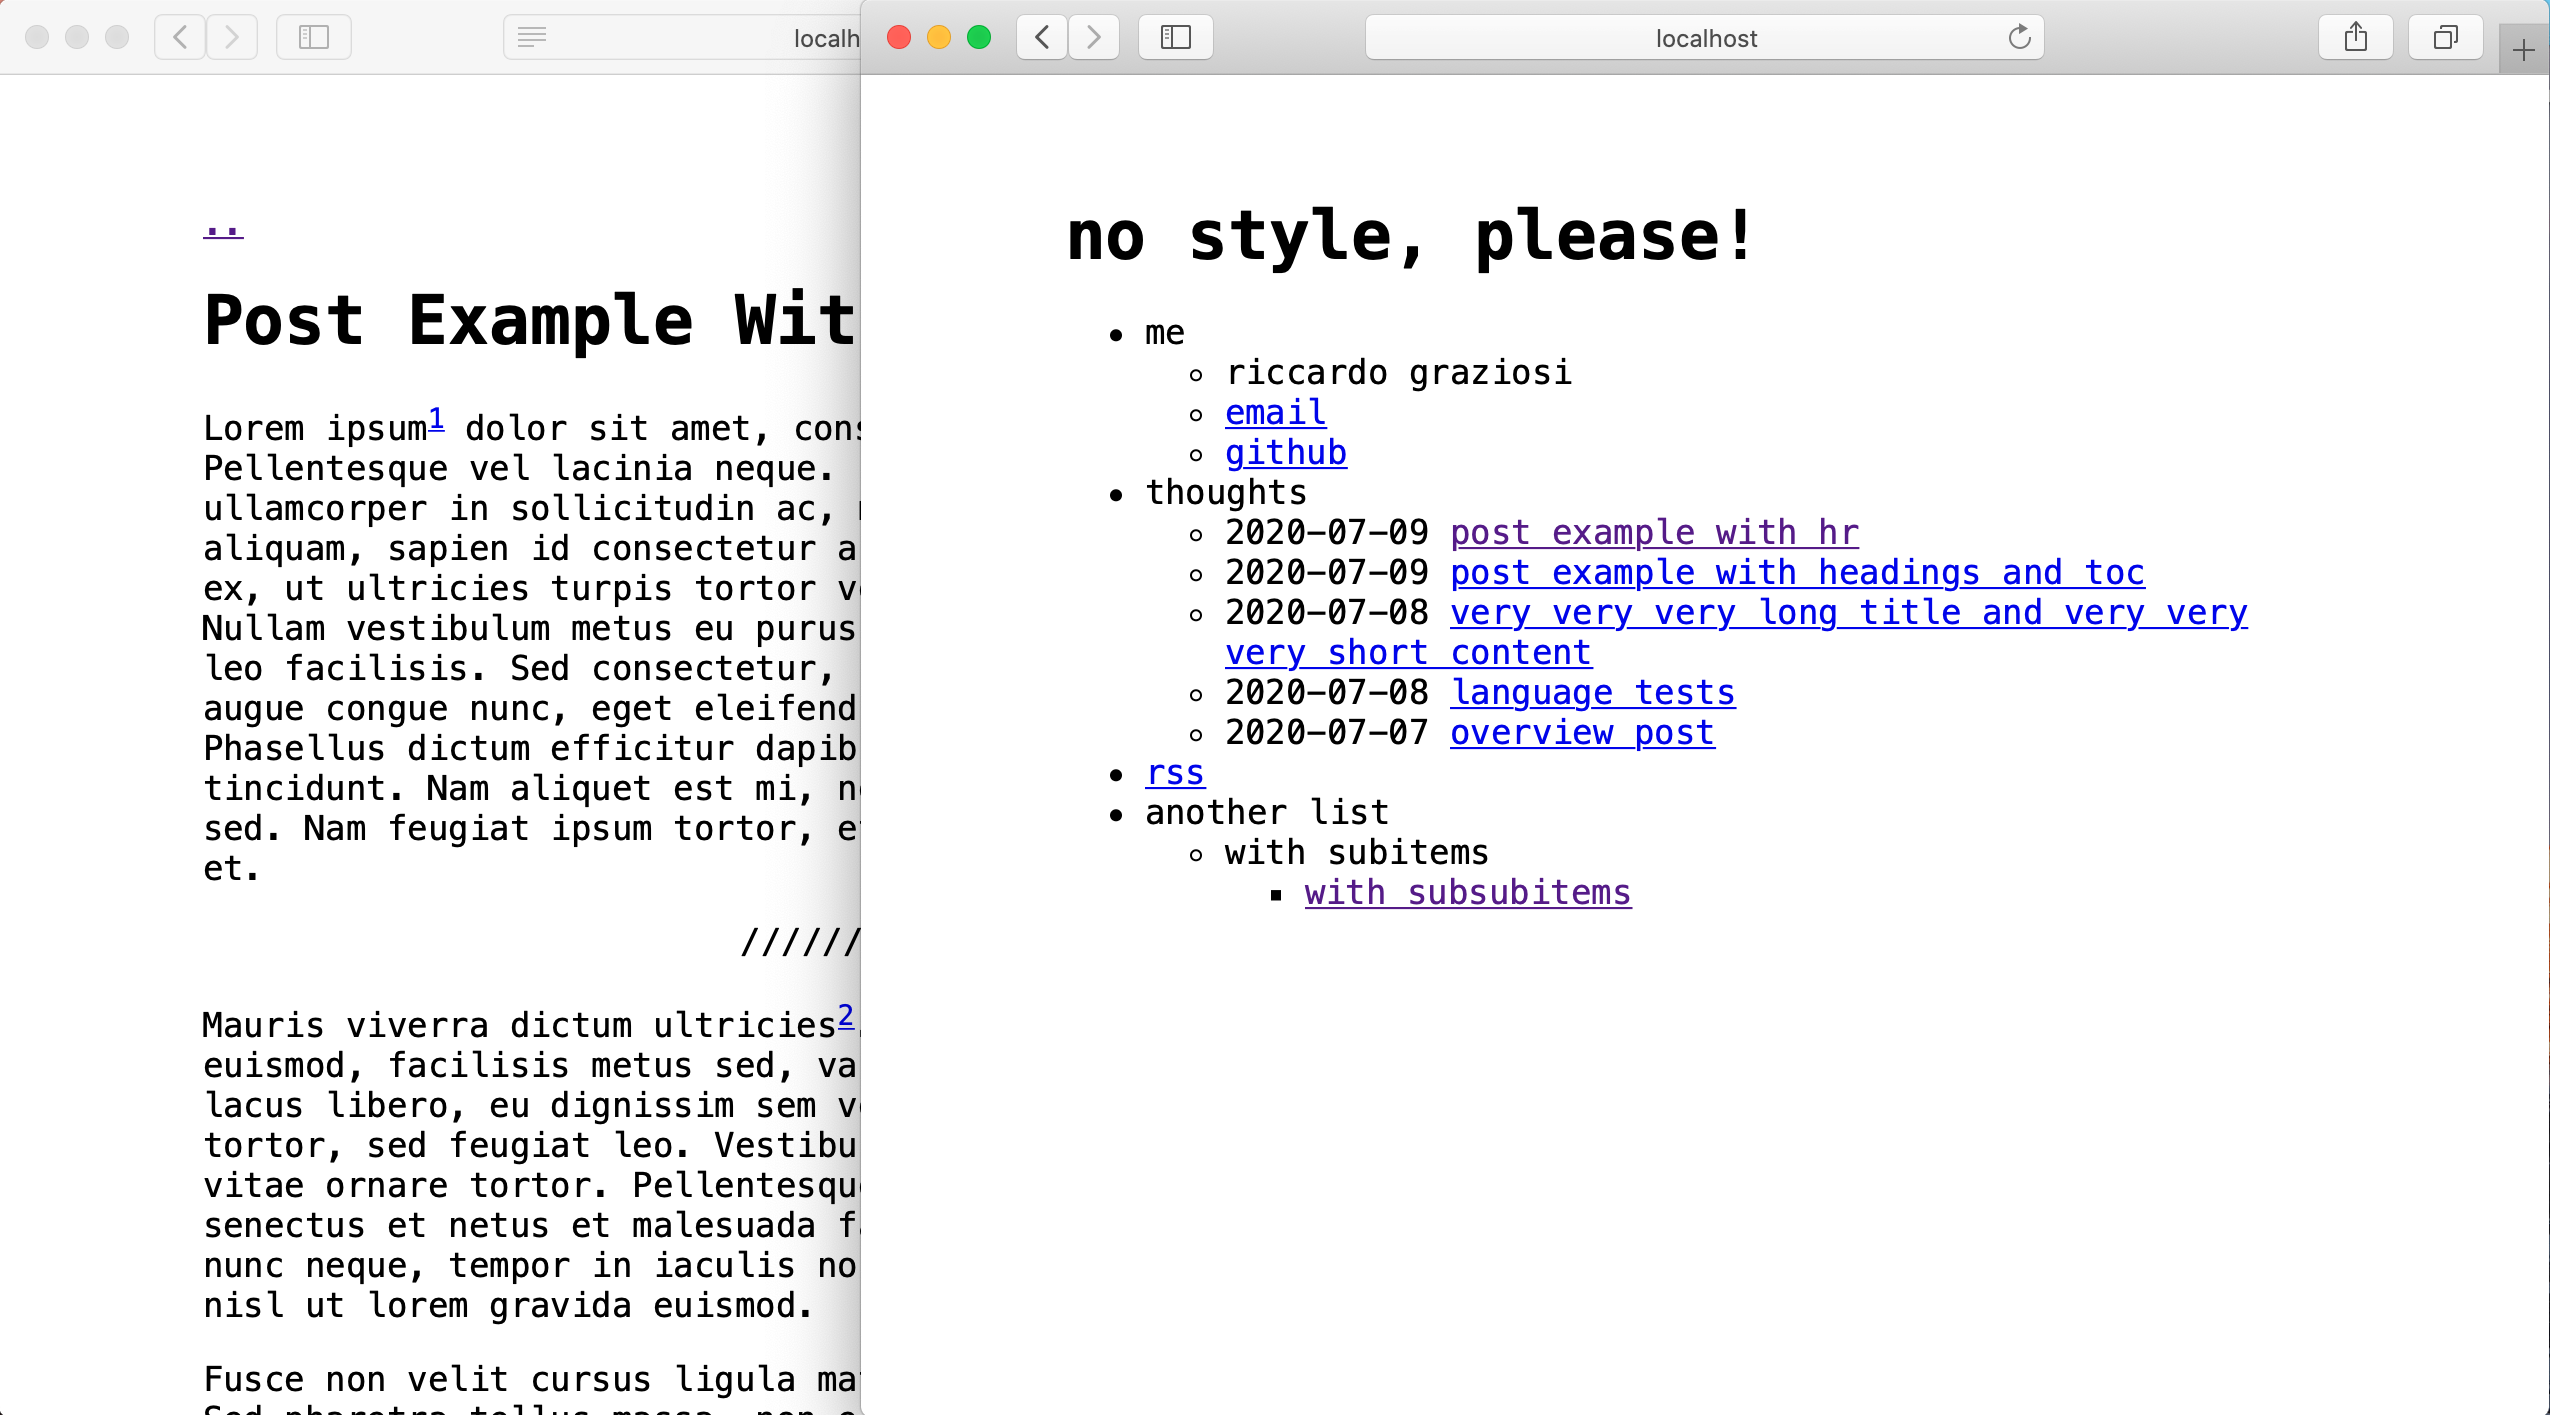 localh
..
Post Example Wit
Lorem ipsum1 dolor sit amet,
Pellentesque vel lacinia neque.
ullamcorper in sollicitudin ac,
aliquam, sapien id consectetur a
ex, ut ultricies turpis tortor
Nullam vestibulum metus eu purus
leo facilisis. Sed consectetur,
augue congue nunc, eget eleifend
Phasellus dictum efficitur dapib
tincidunt. Nam aliquet est mi,
sed. Nam feugiat ipsum tortor,
et.
//////
Mauris viverra dictum ultricies2
euismod, facilisis metus sed, va
lacus libero, eu dignissim sem
tortor, sed feugiat leo. Vestibu
vitae ornare tortor. Pellentesque
senectus et netus et malesuada
nunc neque, tempor in iaculis no
nisl ut lorem gravida euismod.
Fusce non velit cursus ligula
localhost
no style, please!
• me
◦ riccardo graziosi
◦ email
◦ github
• thoughts
◦ 2020-07-09 post example with hr
◦ 2020-07-09 post example with headings and toc
◦ 2020-07-08 very very very long title and very very
very short content
◦ 2020-07-08 language tests
◦ 2020-07-07 overview post
• rss
• another list
◦ with subitems
▪ with subsubitems